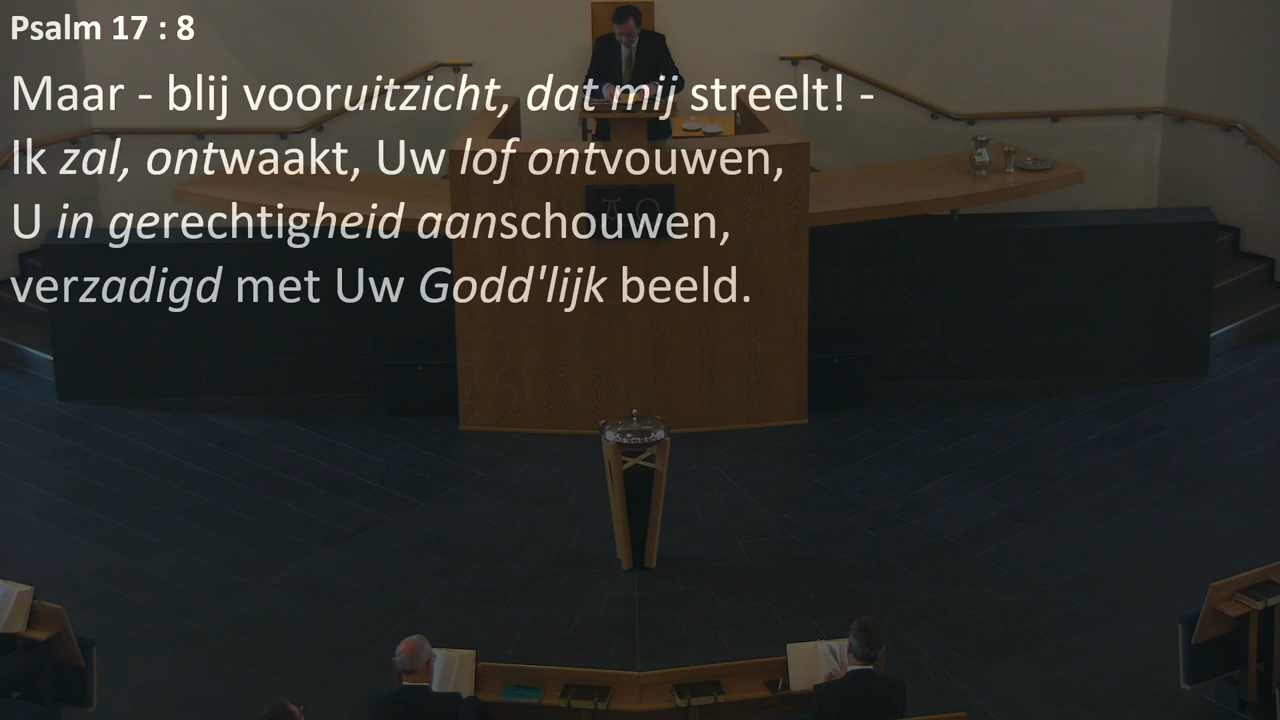 Psalm 17 : 8
Maar - blij vooruitzicht, dat mij streelt! -
Ik zal, ontwaakt, Uw lof ontvouwen,
U in gerechtigheid aanschouwen,
verzadigd met Uw Godd'lijk beeld.